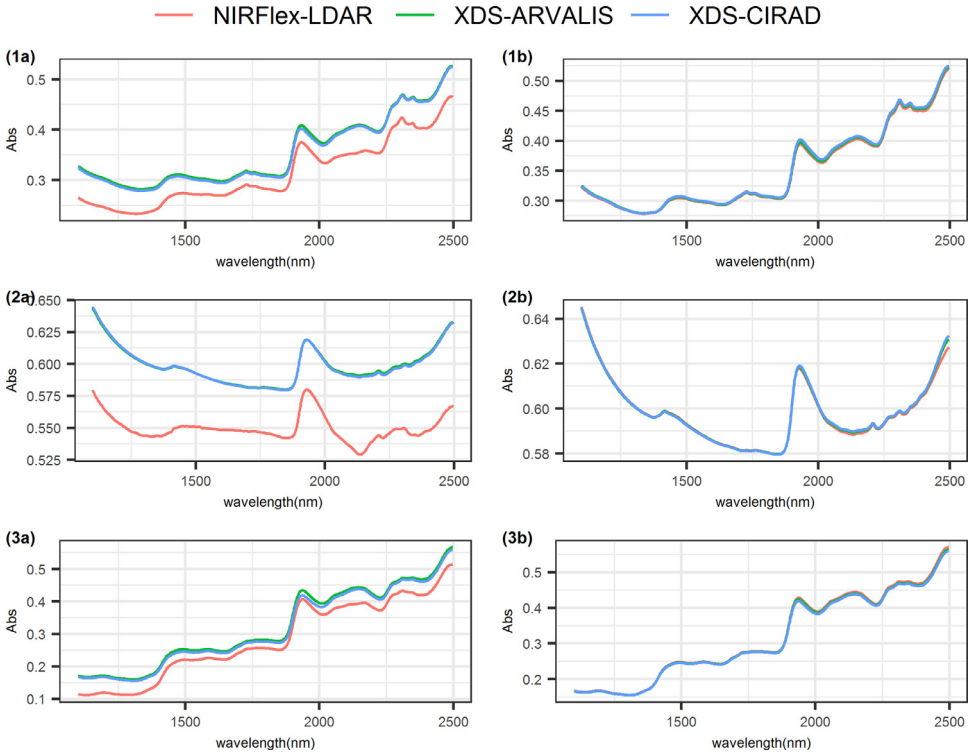 NIRFlex-LDAR XDS-ARVALIS XDS-CIRAD
(1a) (1b)
0.5
0.4
0.3
Abs
1500 2000 2500
wavelength(nm)
0.50
0.45
0.40
0.35
0.30
Abs
1500 2000 2500
wavelength(nm)
(2a) (2b)
0.650
0.625
0.600
0.575
0.550
0.525
Abs
1500 2000 2500
wavelength(nm)
0.64
0.62
0.60
0.58
Abs
1500 2000 2500
wavelength(nm)
(3a) (3b)
0.5
0.4
0.3
0.2
0.1
Abs
1500 2000 2500
wavelength(nm)
0.5
0.4
0.3
0.2
Abs
1500 2000 2500
wavelength(nm)